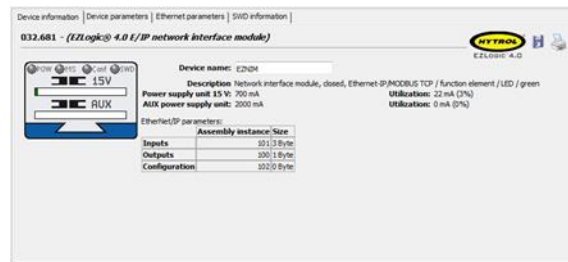 Device information | Device parameters | Ethernet parameters | SWD information
032.681 - (EZLogic® 4.0 E/IP network interface module)
HYTROL
EZLOGIC 4.0
POW MNS Conf SWD
15V
AUX
Device name: EZNIM
Description Network interface module, closed, Ethernet-IP/MODBUS TCP / function element / LED / green
Power supply unit 15 V: 700 mA Utilization: 22 mA (3%)
AUX power supply unit: 2000 mA Utilization: 0 mA (0%)
EtherNet/IP parameters:
Assembly instance Size
Inputs 101 3 Byte
Outputs 100 1 Byte
Configuration 102 0 Byte